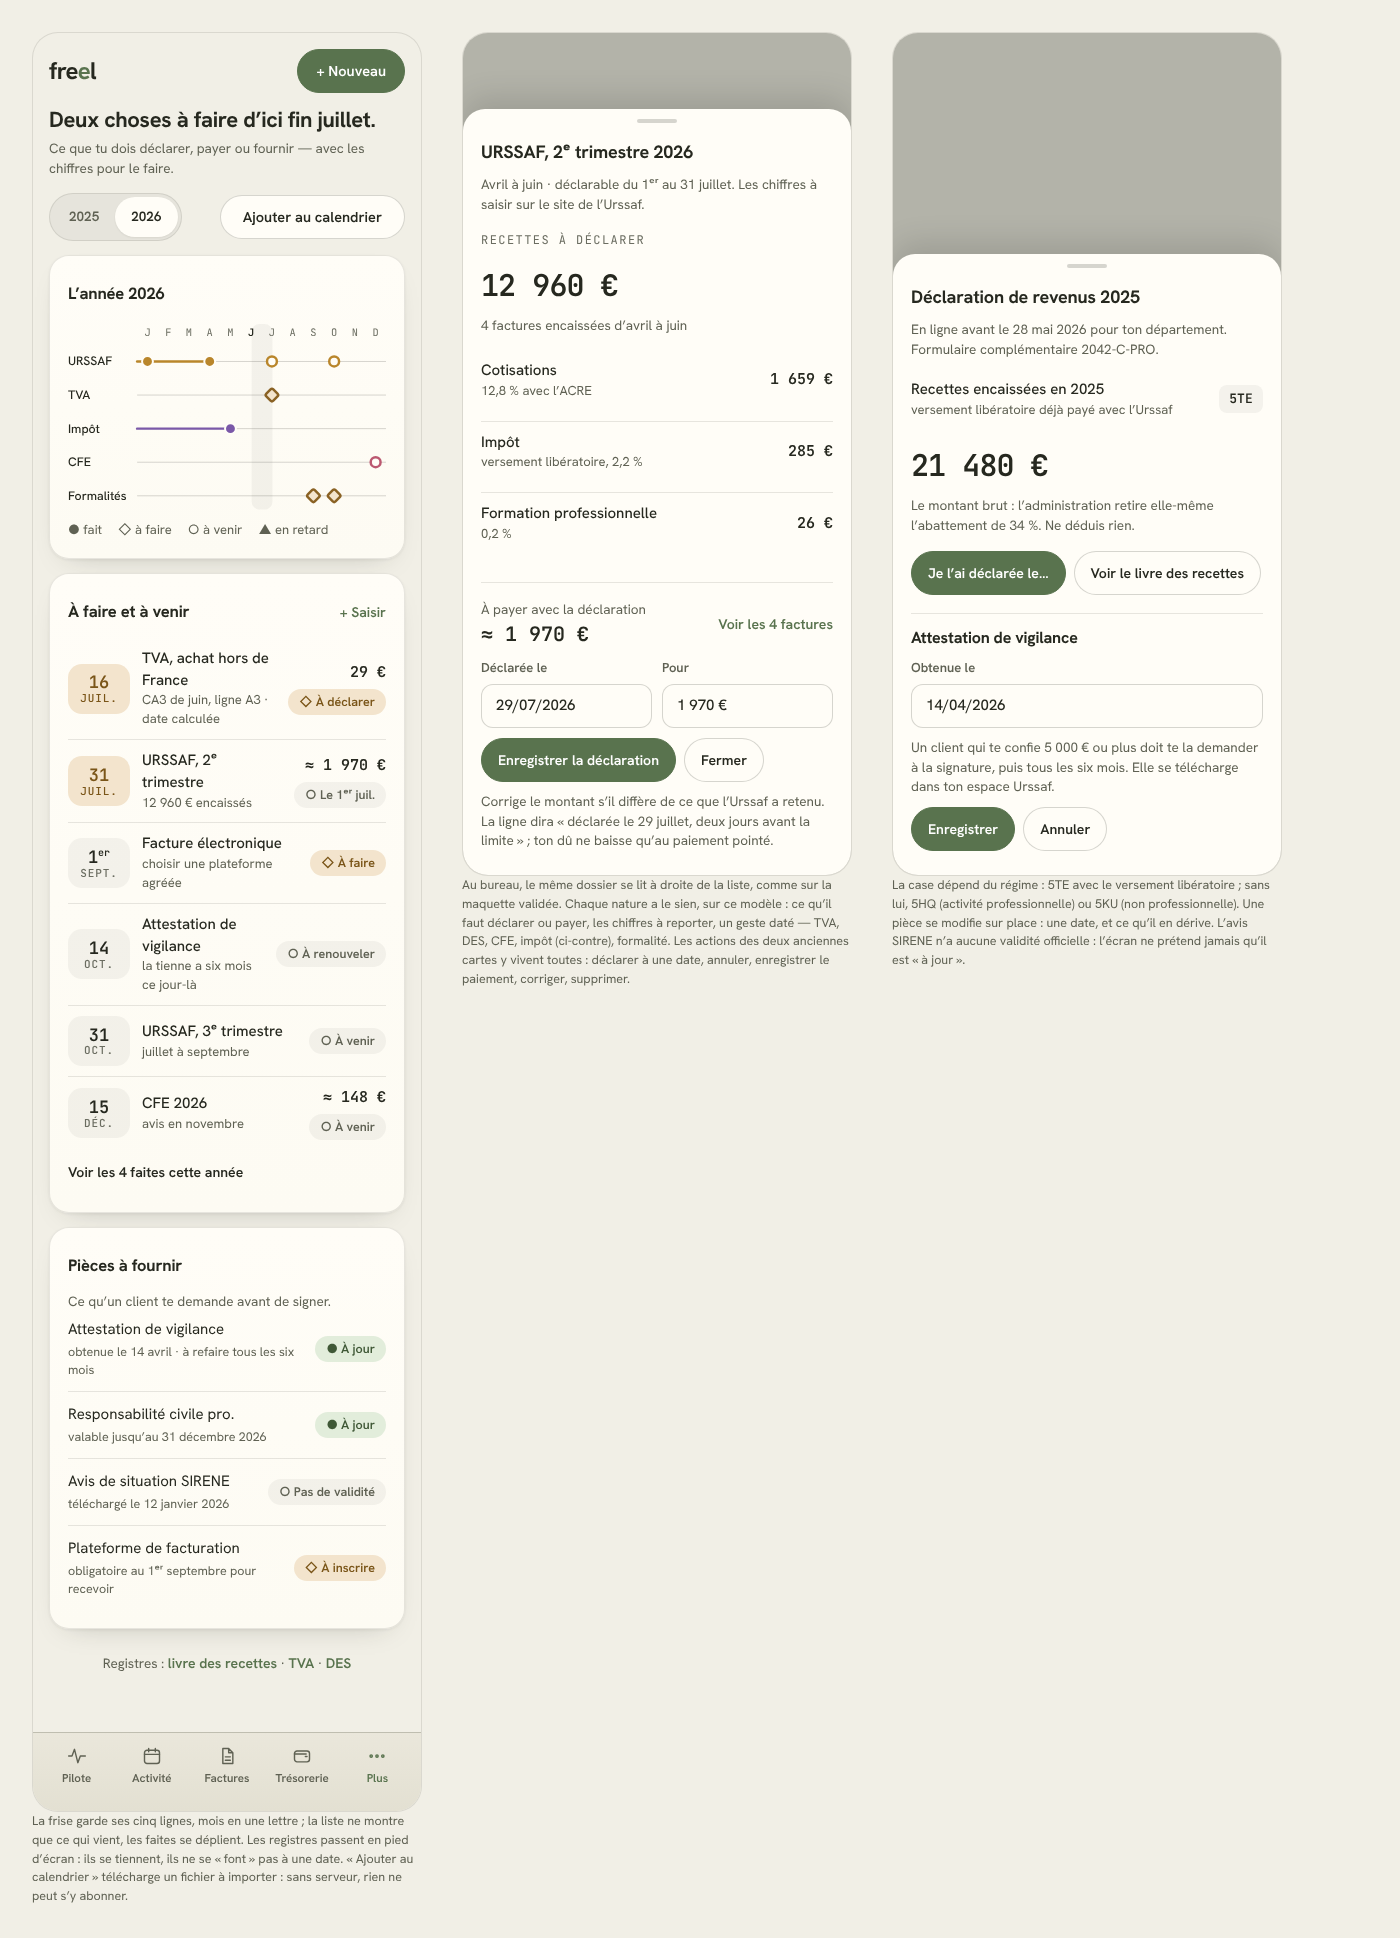 freel
+ Nouveau
Deux choses à faire d’ici fin juillet.
Ce que tu dois déclarer, payer ou fournir — avec les
chiffres pour le faire.
2025
2026
Ajouter au calendrier
L’année 2026
J F M A M J J A S O N D
URSSAF
TVA
Impôt
CFE
Formalités
fait
à faire
à venir
en retard
À faire et à venir
+ Saisir
16
JUIL.
TVA, achat hors de
France
CA3 de juin, ligne A3 ·
date calculée
29 €
À déclarer
31
JUIL.
URSSAF, 2ᵉ
trimestre
12 960 € encaissés
≈ 1 970 €
Le 1ᵉʳ juil.
1ᵉʳ
SEPT.
Facture électronique
choisir une plateforme
agréée
À faire
14
OCT.
Attestation de
vigilance
la tienne a six mois
ce jour-là
À renouveler
31
OCT.
URSSAF, 3ᵉ trimestre
juillet à septembre
À venir
15
DÉC.
CFE 2026
avis en novembre
≈ 148 €
À venir
Voir les 4 faites cette année
Pièces à fournir
Ce qu’un client te demande avant de signer.
Attestation de vigilance
obtenue le 14 avril · à refaire tous les six
mois
À jour
Responsabilité civile pro.
valable jusqu’au 31 décembre 2026
À jour
Avis de situation SIRENE
téléchargé le 12 janvier 2026
Pas de validité
Plateforme de facturation
obligatoire au 1ᵉʳ septembre pour
recevoir
À inscrire
Registres : livre des recettes · TVA · DES
Pilote
Activité
Factures
Trésorerie
Plus
La frise garde ses cinq lignes, mois en une lettre ; la liste ne montre
que ce qui vient, les faites se déplient. Les registres passent en pied
d’écran : ils se tiennent, ils ne se « font » pas à une date. « Ajouter au
calendrier » télécharge un fichier à importer : sans serveur, rien ne
peut s’y abonner.
URSSAF, 2ᵉ trimestre 2026
Avril à juin · déclarable du 1ᵉʳ au 31 juillet. Les chiffres à
saisir sur le site de l’Urssaf.
RECETTES À DÉCLARER
12 960 €
4 factures encaissées d’avril à juin
Cotisations
12,8 % avec l’ACRE
1 659 €
Impôt
versement libératoire, 2,2 %
285 €
Formation professionnelle
0,2 %
26 €
À payer avec la déclaration
≈ 1 970 €
Voir les 4 factures
Déclarée le
Pour
29/07/2026
1 970 €
Enregistrer la déclaration
Fermer
Corrige le montant s’il diffère de ce que l’Urssaf a retenu.
La ligne dira « déclarée le 29 juillet, deux jours avant la
limite » ; ton dû ne baisse qu’au paiement pointé.
Au bureau, le même dossier se lit à droite de la liste, comme sur la
maquette validée. Chaque nature a le sien, sur ce modèle : ce qu’il
faut déclarer ou payer, les chiffres à reporter, un geste daté — TVA,
DES, CFE, impôt (ci-contre), formalité. Les actions des deux anciennes
cartes y vivent toutes : déclarer à une date, annuler, enregistrer le
paiement, corriger, supprimer.
Déclaration de revenus 2025
En ligne avant le 28 mai 2026 pour ton département.
Formulaire complémentaire 2042-C-PRO.
Recettes encaissées en 2025
versement libératoire déjà payé avec l’Urssaf
5TE
21 480 €
Le montant brut : l’administration retire elle-même
l’abattement de 34 %. Ne déduis rien.
Je l’ai déclarée le…
Voir le livre des recettes
Attestation de vigilance
Obtenue le
14/04/2026
Un client qui te confie 5 000 € ou plus doit te la demander
à la signature, puis tous les six mois. Elle se télécharge
dans ton espace Urssaf.
Enregistrer
Annuler
La case dépend du régime : 5TE avec le versement libératoire ; sans
lui, 5HQ (activité professionnelle) ou 5KU (non professionnelle). Une
pièce se modifie sur place : une date, et ce qu’il en dérive. L’avis
SIRENE n’a aucune validité officielle : l’écran ne prétend jamais qu’il
est « à jour ».